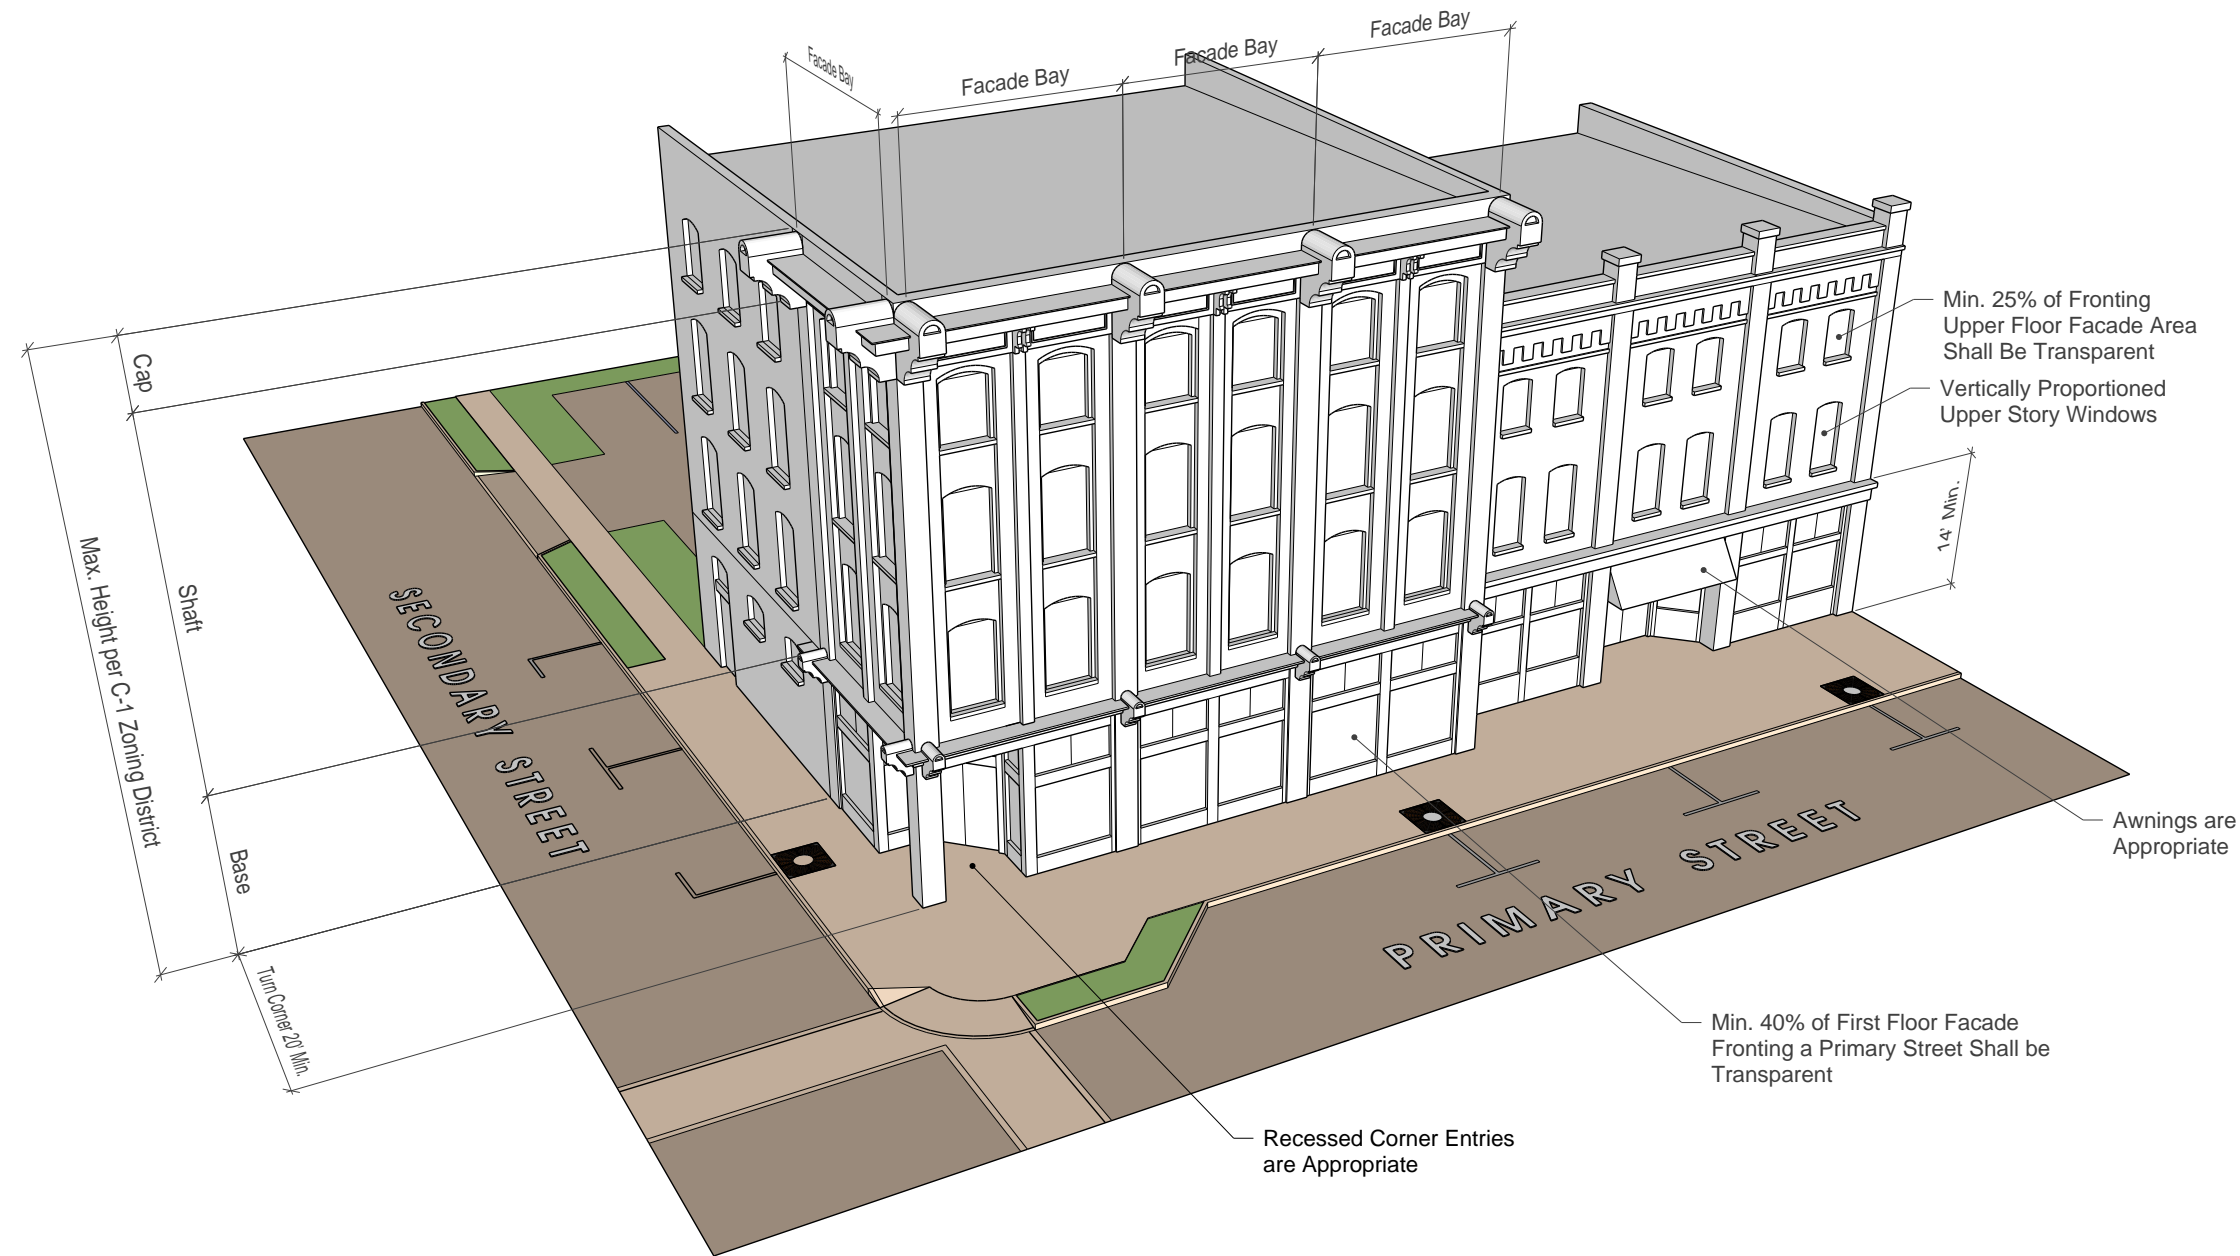 Facade Bay
Facade Bay
Facade Bay
Facade Bay
Min. 25% of Fronting
Upper Floor Facade Area
Shall Be Transparent
Vertically Proportioned
Upper Story Windows
14' Min.
Cap
Shaft
Base
Max. Height per C-1 Zoning District
Turn Corner 20' Min.
SECONDARY STREET
PRIMARY STREET
Awnings are
Appropriate
Min. 40% of First Floor Facade
Fronting a Primary Street Shall be
Transparent
Recessed Corner Entries
are Appropriate